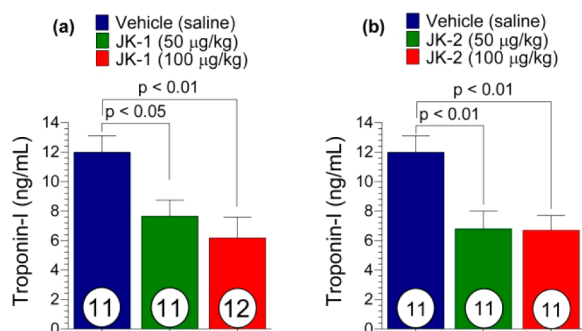 (a)
Vehicle (saline)
JK-1 (50 µg/kg)
JK-1 (100 µg/kg)
p < 0.01
p < 0.05
Troponin-I (ng/mL)
14
12
10
8
6
4
2
0
11
11
12
(b)
Vehicle (saline)
JK-2 (50 µg/kg)
JK-2 (100 µg/kg)
p < 0.01
p < 0.01
Troponin-I (ng/mL)
14
12
10
8
6
4
2
0
11
11
11